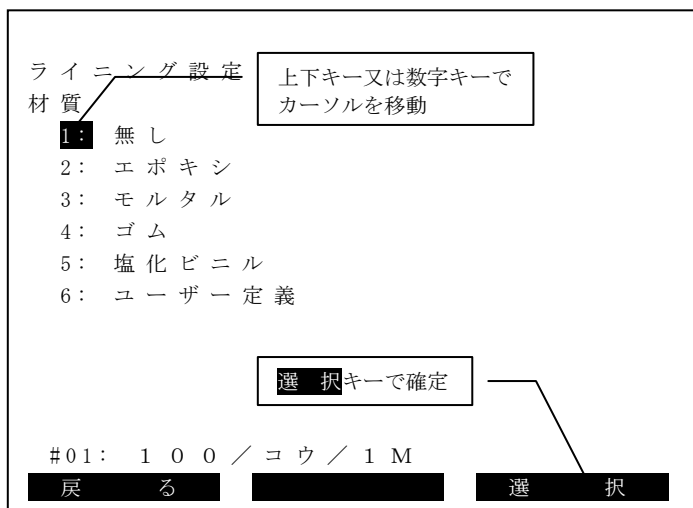 ライニング設定
上下キー又は数字キーで
カーソルを移動
材質
1: 無し
2: エポキシ
3: モルタル
4: ゴム
5: 塩化ビニル
6: ユーザー定義
選 択キーで確定
#01: 100/コウ/1M
戻 る 選 択